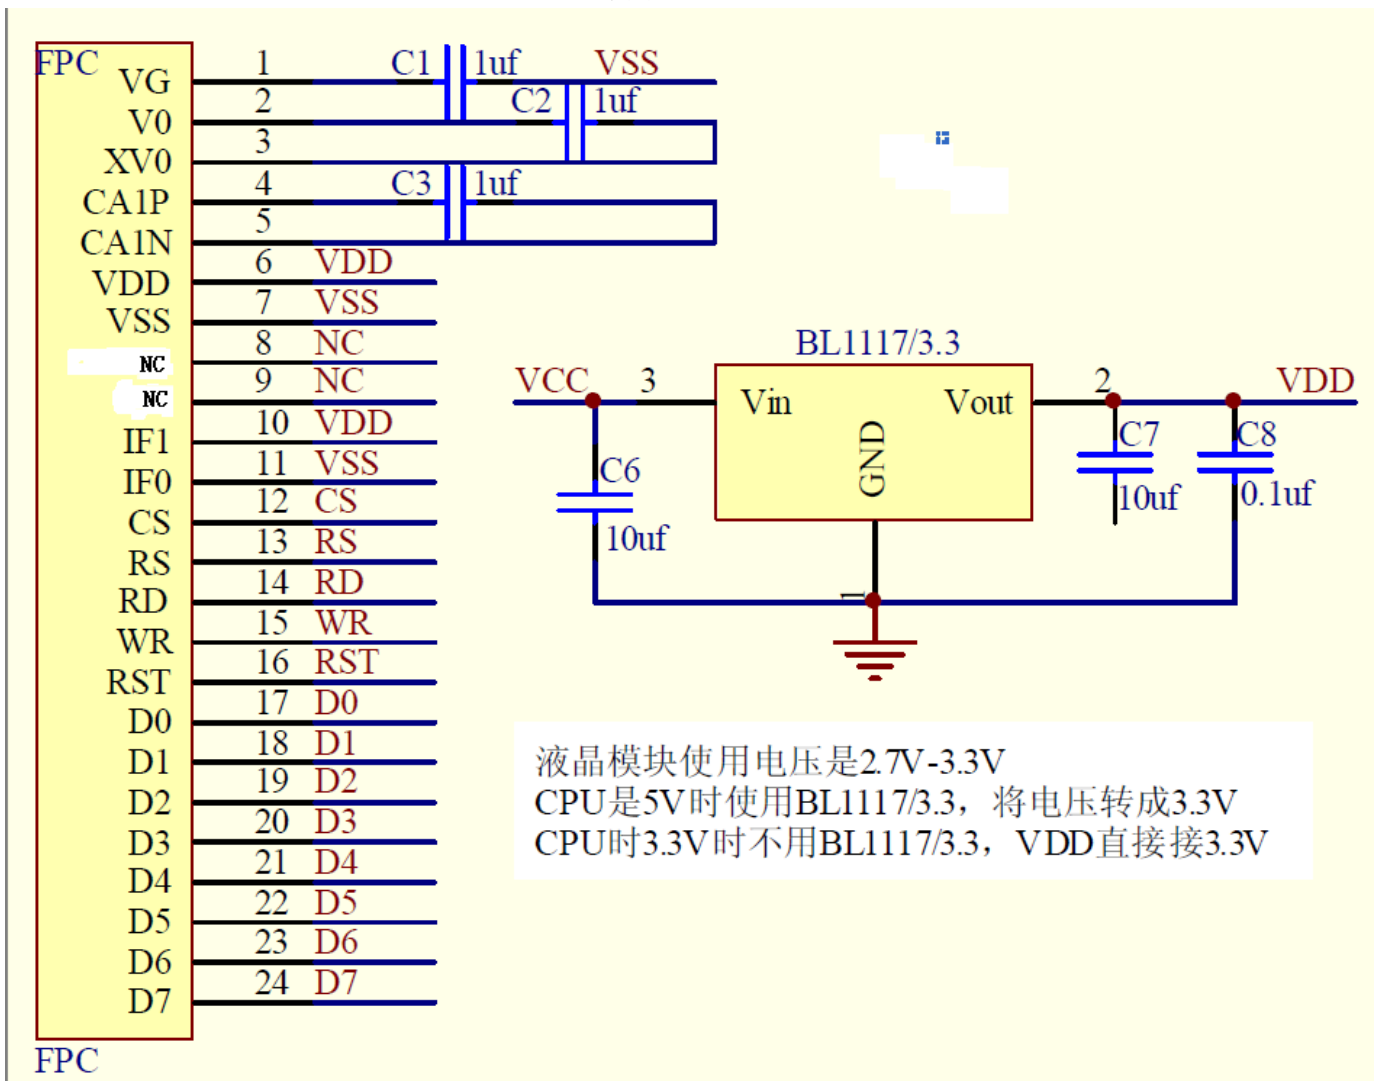 FPC
VG 1 C1 1uf VSS
V0 2 C2 1uf
XV0 3
CA1P 4 C3 1uf
CA1N 5
VDD 6 VDD
VSS 7 VSS
NC 8 NC
NC 9 NC
IF1 10 VDD
IF0 11 VSS
CS 12 CS
RS 13 RS
RD 14 RD
WR 15 WR
RST 16 RST
D0 17 D0
D1 18 D1
D2 19 D2
D3 20 D3
D4 21 D4
D5 22 D5
D6 23 D6
D7 24 D7
FPC
BL1117/3.3
VCC 3 Vin Vout 2 VDD
GND
C6
10uf
C7
10uf
C8
0.1uf
1
液晶模块使用电压是2.7V-3.3V
CPU是5V时使用BL1117/3.3，将电压转成3.3V
CPU时3.3V时不用BL1117/3.3，VDD直接接3.3V